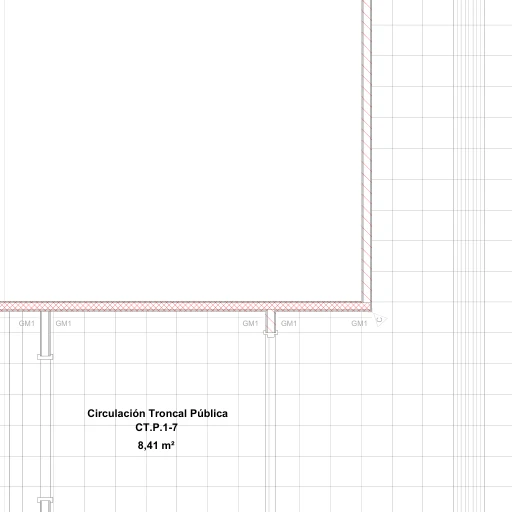 GM1 GM1 GM1 GM1 GM1
Circulación Troncal Pública
CT.P.1-7
8,41 m²